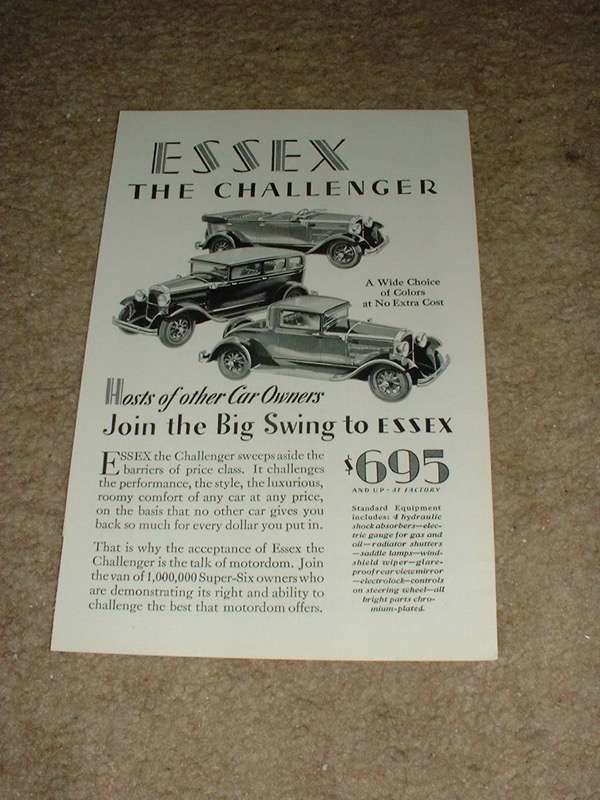 ESSEX
THE CHALLENGER
A Wide Choice
of Colors
at No Extra Cost
Hosts of other Car Owners
Join the Big Swing to ESSEX
ESSEX the Challenger sweeps aside the
barriers of price class. It challenges
the performance, the style, the luxurious,
roomy comfort of any car at any price,
on the basis that no other car gives you
back so much for every dollar you put in.
That is why the acceptance of Essex the
Challenger is the talk of motordom. Join
the van of 1,000,000 Super-Six owners who
are demonstrating its right and ability to
challenge the best that motordom offers.
$695
AND UP - AT FACTORY
Standard Equipment
includes: 4 hydraulic
shock absorbers—elec-
tric gauge for gas and
oil—radiator shutters
—saddle lamps—wind-
shield wiper—glare-
proof rear view mirror
—electrolock—controls
on steering wheel—all
bright parts chro-
mium-plated.